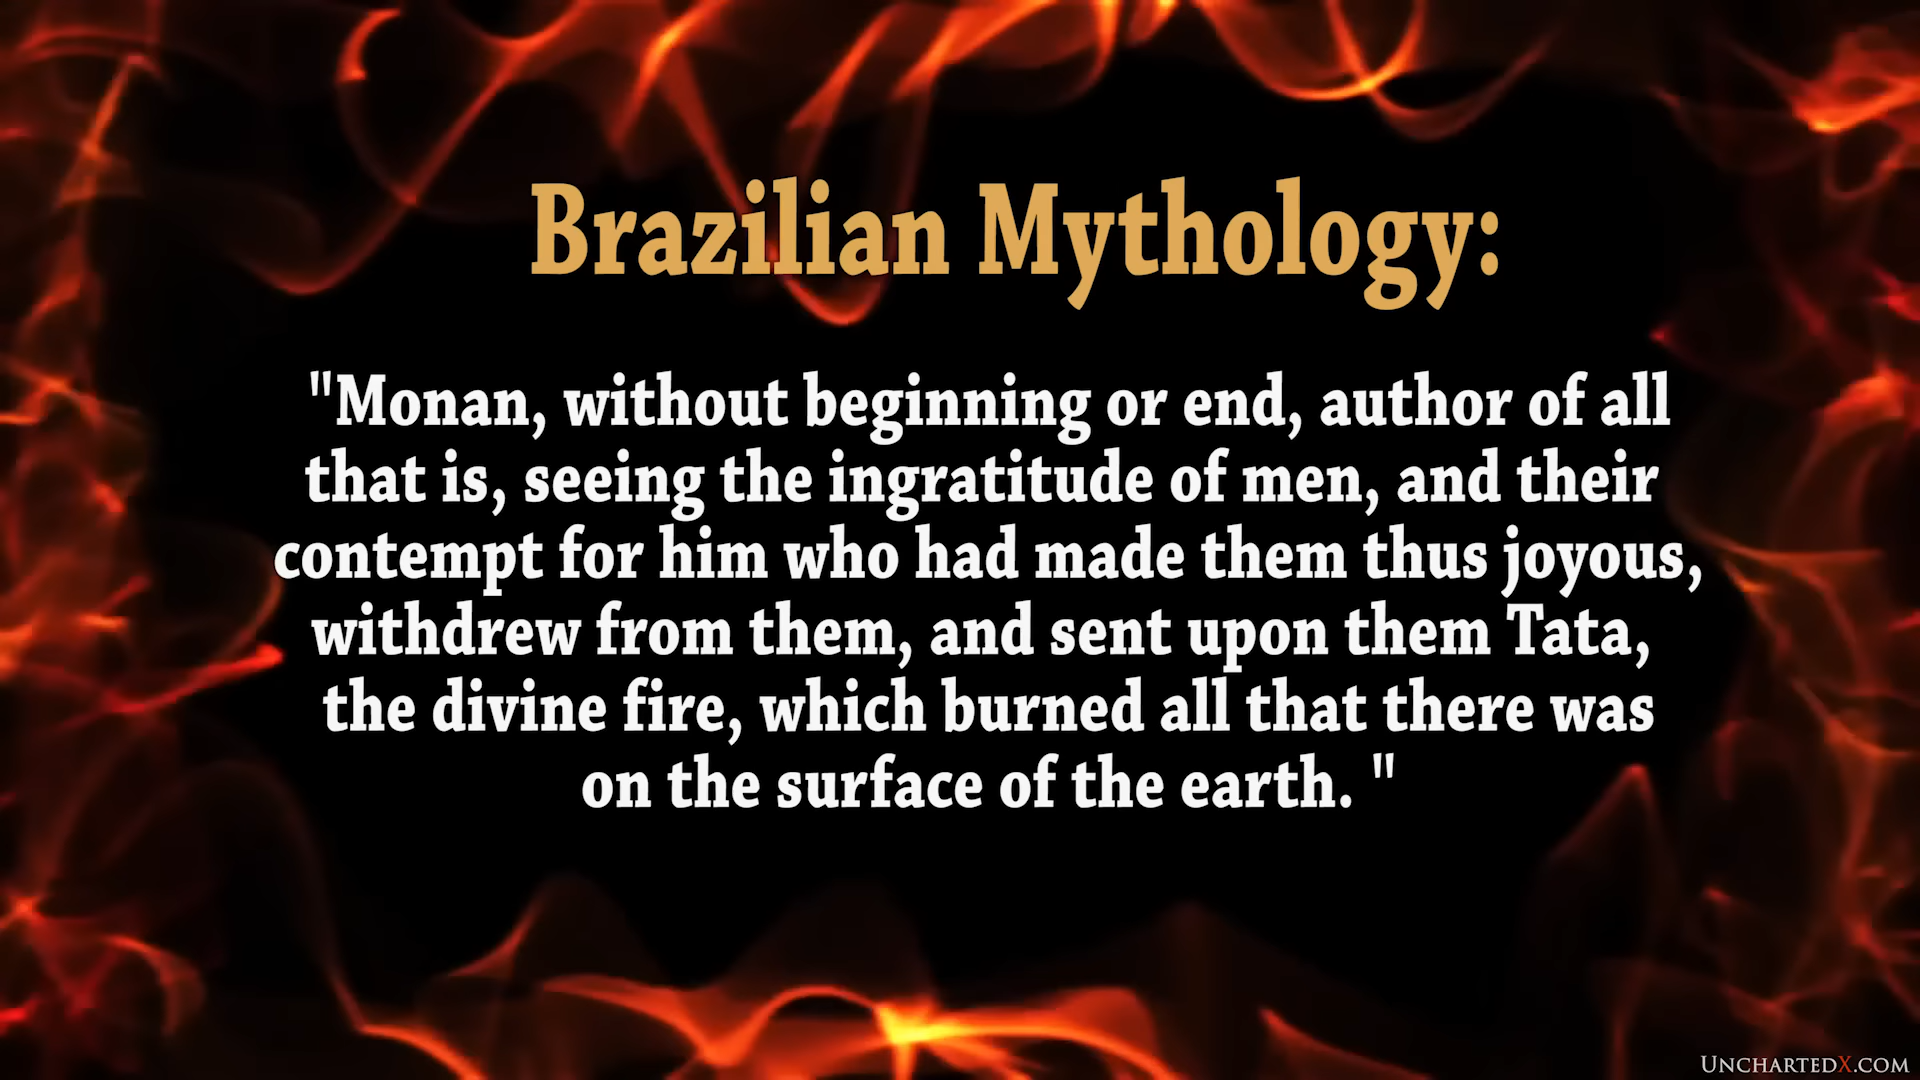 Brazilian Mythology:
"Monan, without beginning or end, author of all
that is, seeing the ingratitude of men, and their
contempt for him who had made them thus joyous,
withdrew from them, and sent upon them Tata,
the divine fire, which burned all that there was
on the surface of the earth. "
UNCHARTEDX.COM